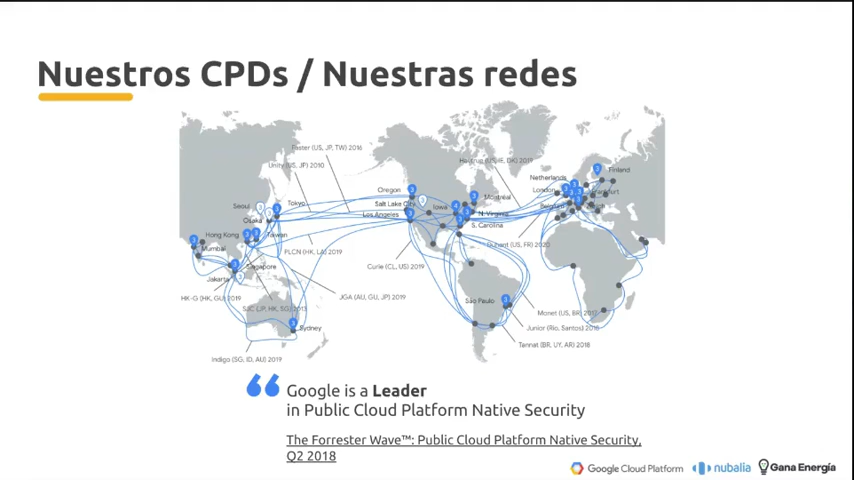 Nuestros CPDs / Nuestras redes
Faster (US, JP, TW) 2016
Unity (US, JP) 2010
Finland
Netherlands
London
Frankfurt
Oregon
Salt Lake City
Los Angeles
Iowa
Montréal
N. Virginia
S. Carolina
Seoul
Tokyo
Osaka
Hong Kong
Taiwan
Mumbai
Singapore
Jakarta
Dunant (US, FR) 2020
PLCN (HK, LA) 2019
Curie (CL, US) 2019
HK-G (HK, GU) 2019
JGA (AU, GU, JP) 2019
SJC (JP, HK, SG) 2013
São Paulo
Monet (US, BR) 2017
Sydney
Junior (Rio, Santos) 2018
Tannat (BR, UY, AR) 2018
Indigo (SG, ID, AU) 2019
Google is a Leader
in Public Cloud Platform Native Security
The Forrester Wave™: Public Cloud Platform Native Security,
Q2 2018
Google Cloud Platform
nubalia
Gana Energía